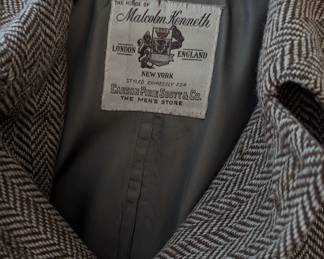 THE HOUSE OF
Malcolm Kenneth
LONDON ENGLAND
NEW YORK
STYLED EXPRESSLY FOR
CARSON PIRIE SCOTT & CO.
THE MEN'S STORE